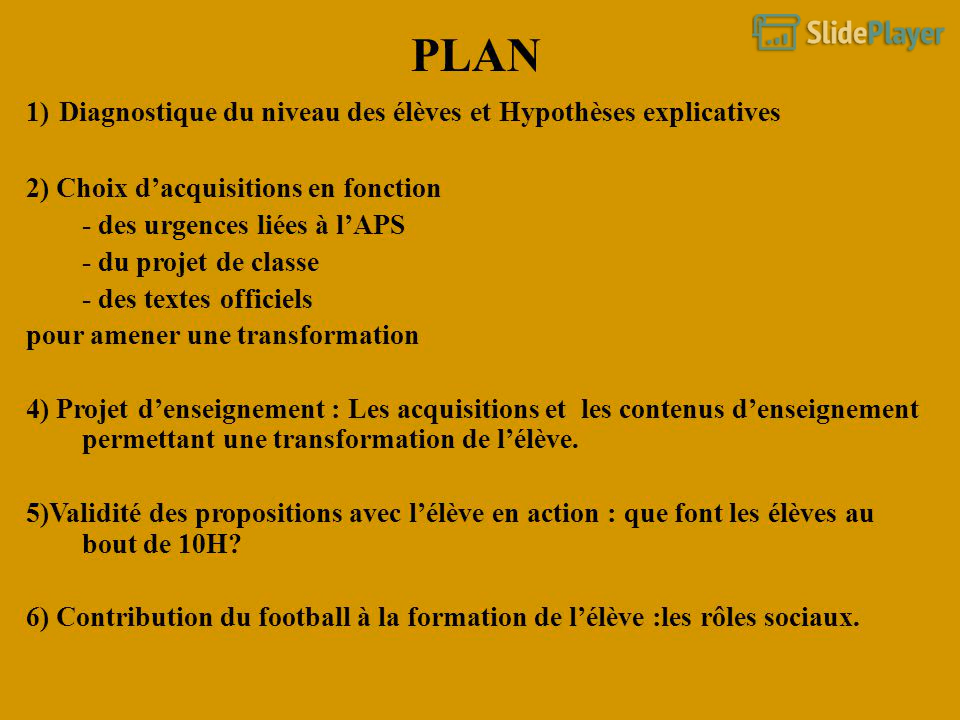 PLAN
SlidePlayer
1) Diagnostique du niveau des élèves et Hypothèses explicatives
2) Choix d’acquisitions en fonction
- des urgences liées à l’APS
- du projet de classe
- des textes officiels
pour amener une transformation
4) Projet d’enseignement : Les acquisitions et les contenus d’enseignement
permettant une transformation de l’élève.
5)Validité des propositions avec l’élève en action : que font les élèves au
bout de 10H?
6) Contribution du football à la formation de l’élève :les rôles sociaux.